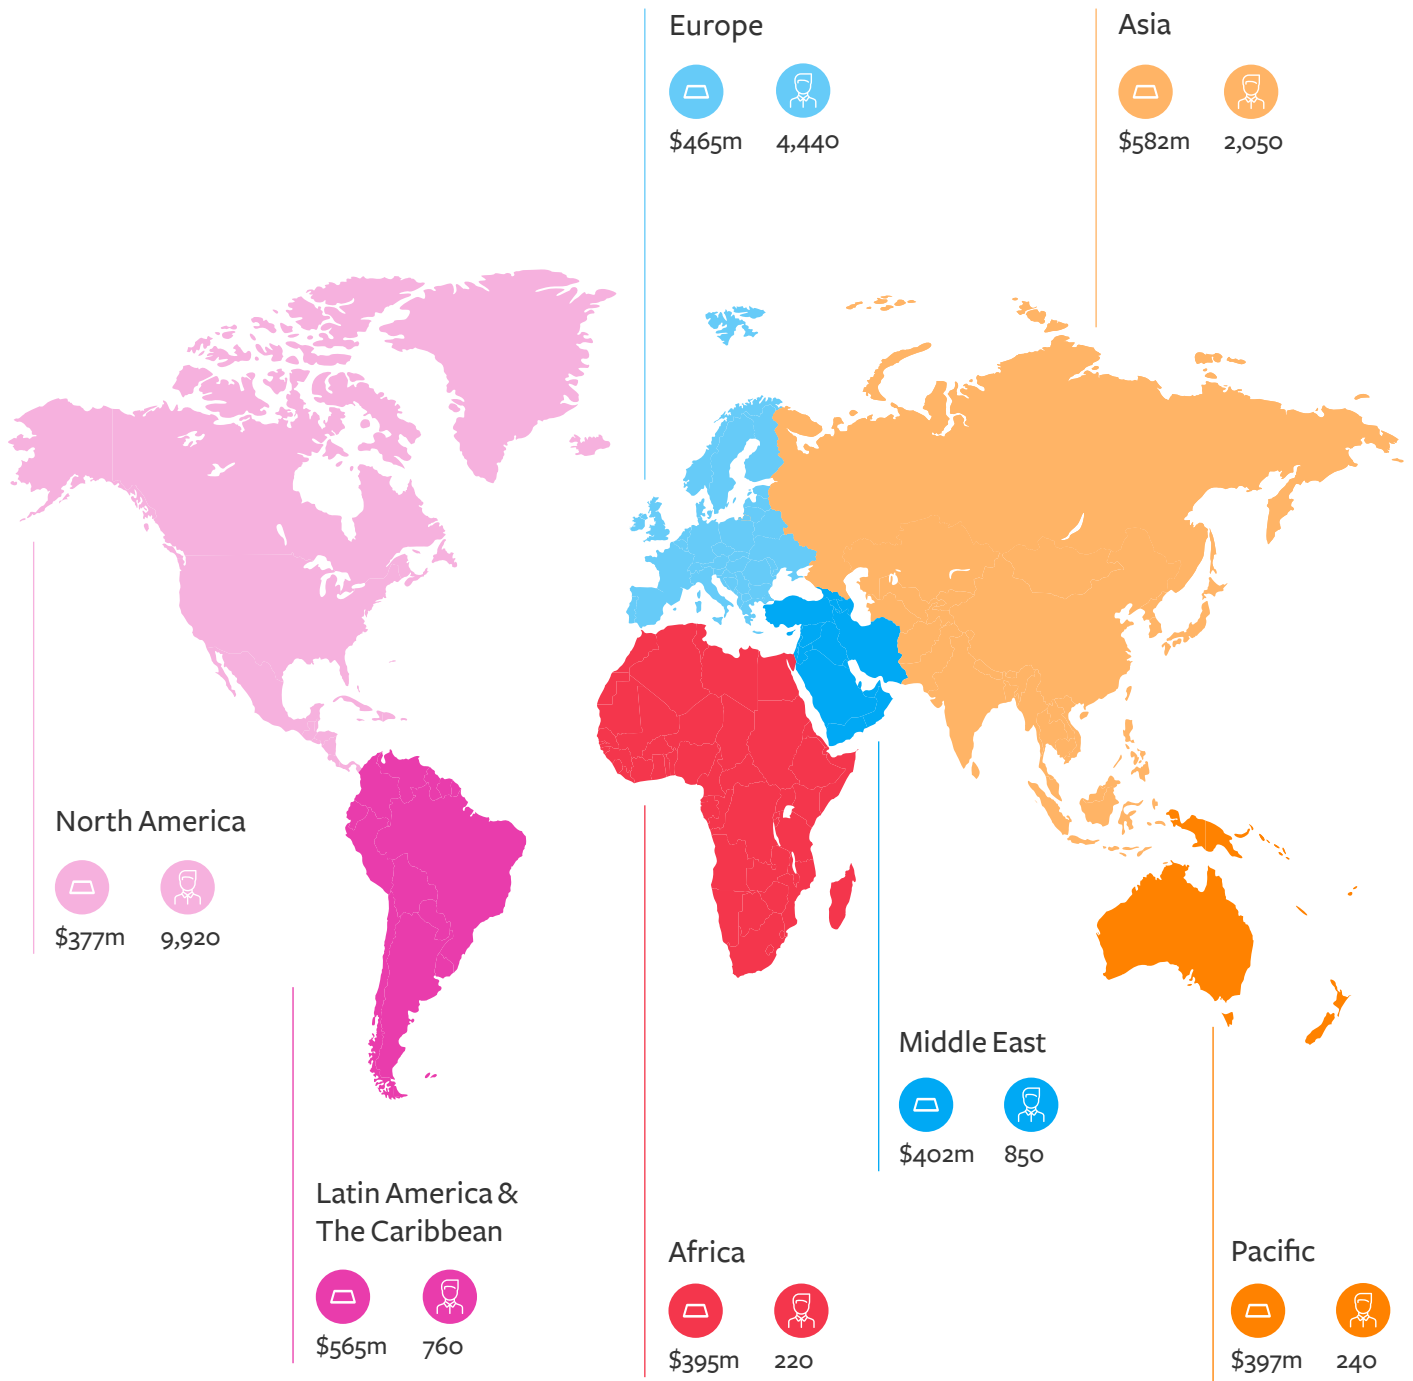 Europe
$465m 4,440
Asia
$582m 2,050
North America
$377m 9,920
Middle East
$402m 850
Latin America &
The Caribbean
$565m 760
Africa
$395m 220
Pacific
$397m 240